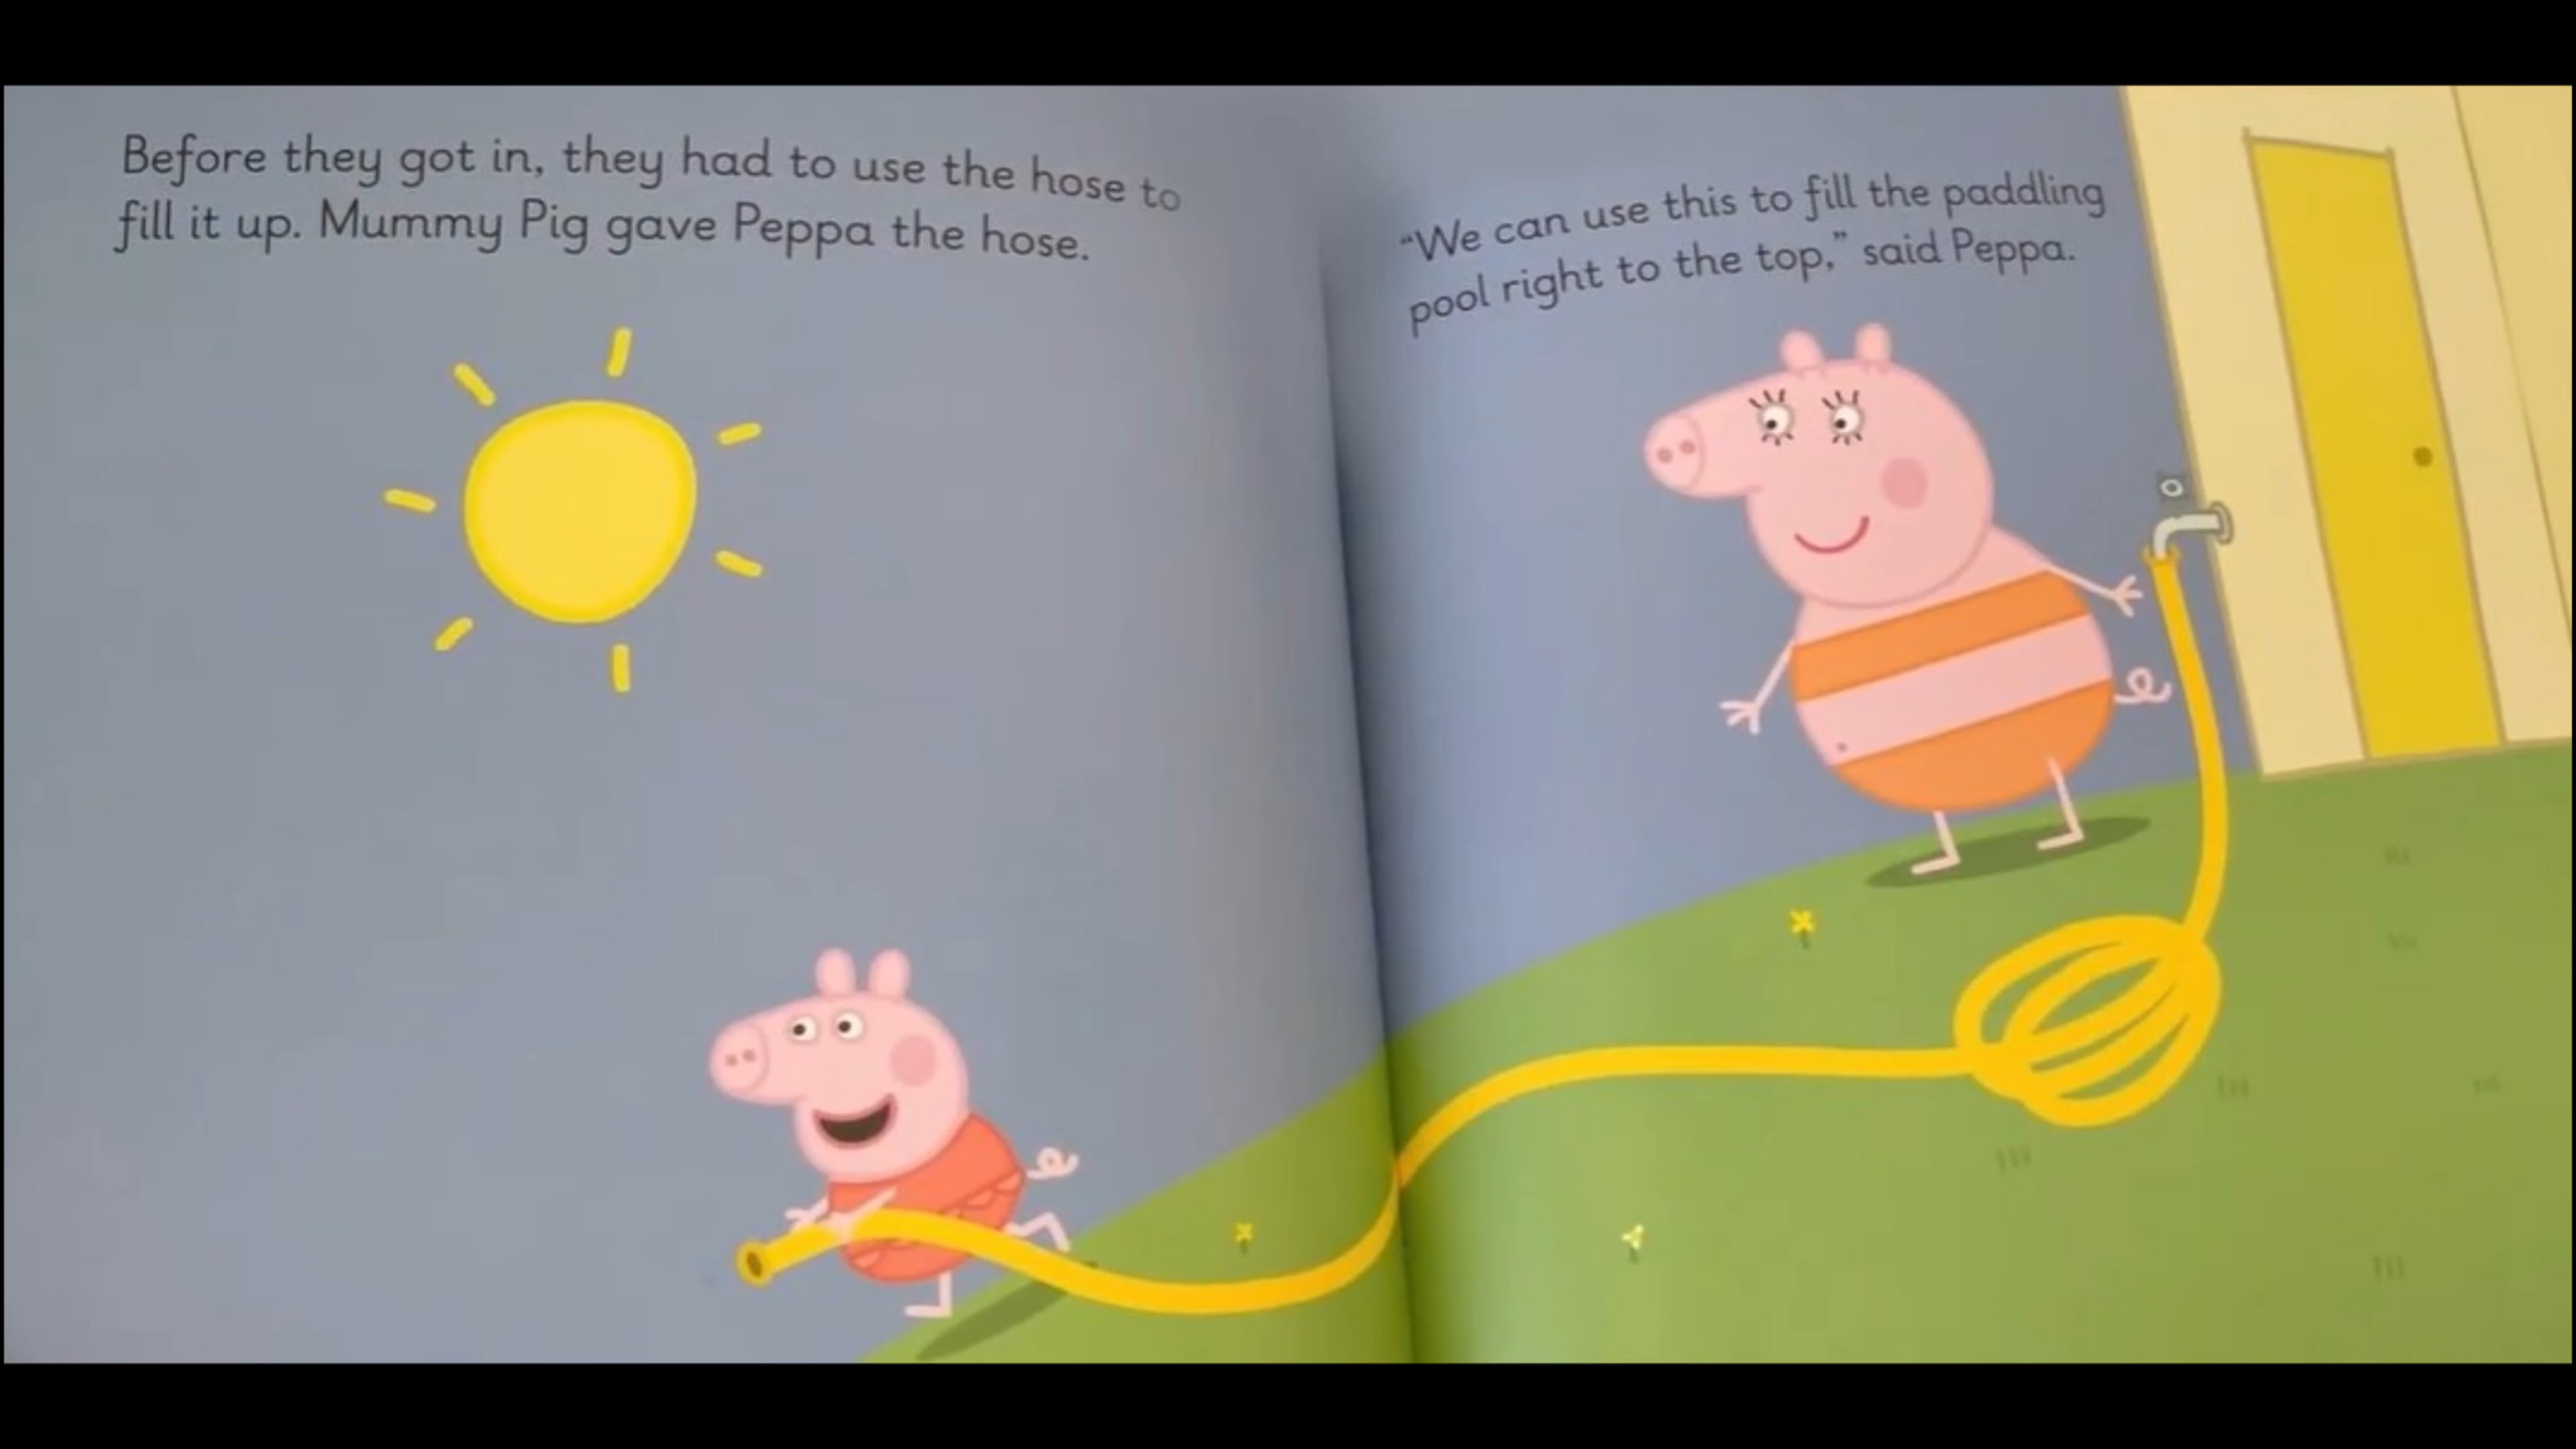 Before they got in, they had to use the hose to
fill it up. Mummy Pig gave Peppa the hose.
“We can use this to fill the paddling
pool right to the top,” said Peppa.